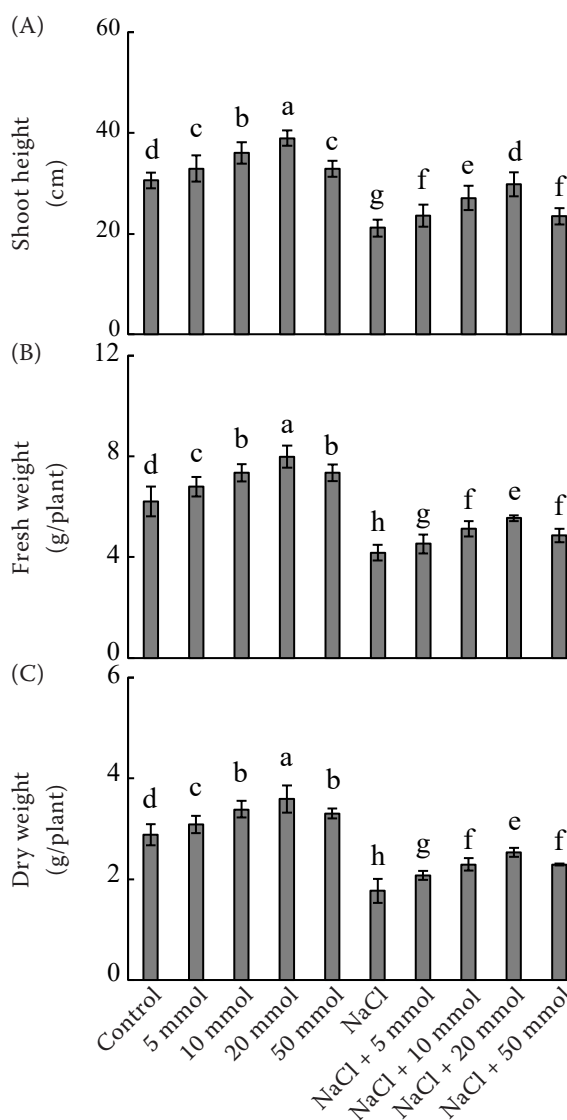 (A)
60
40
20
0
Shoot height
(cm)
d
c
b
a
c
g
f
e
d
f
(B)
12
8
4
0
Fresh weight
(g/plant)
d
c
b
a
b
h
g
f
e
f
(C)
6
4
2
0
Dry weight
(g/plant)
d
c
b
a
b
h
g
f
e
f
Control
5 mmol
10 mmol
20 mmol
50 mmol
NaCl
NaCl + 5 mmol
NaCl + 10 mmol
NaCl + 20 mmol
NaCl + 50 mmol